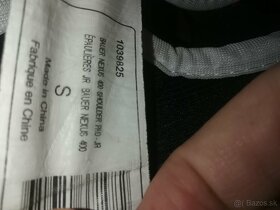 1039825
BAUER NEXUS 400 SHOULDER PAD JR
ÉPAULIÈRES JR BAUER NEXUS 400
S
Made in China
Fabriqué en Chine
Bazos.sk